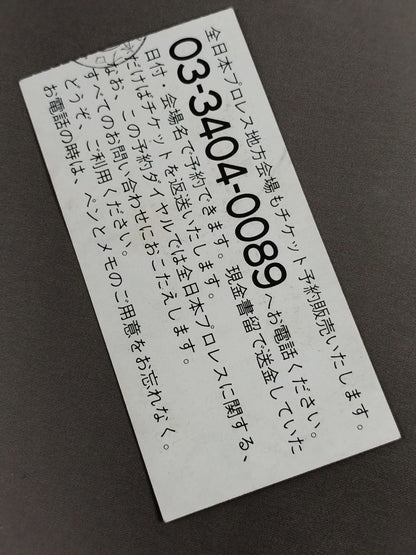 全日本プロレス地方会場もチケット予約販売いたします。
03-3404-0089へお電話ください。
日付・会場名で予約できます。現金書留で送金していた
だけばチケットを返送いたします。
なお、この予約ダイヤルでは全日本プロレスに関する、
すべてのお問い合わせにおこたえします。
どうぞ、ご利用ください。
お電話の時は、ペンとメモのご用意をお忘れなく。